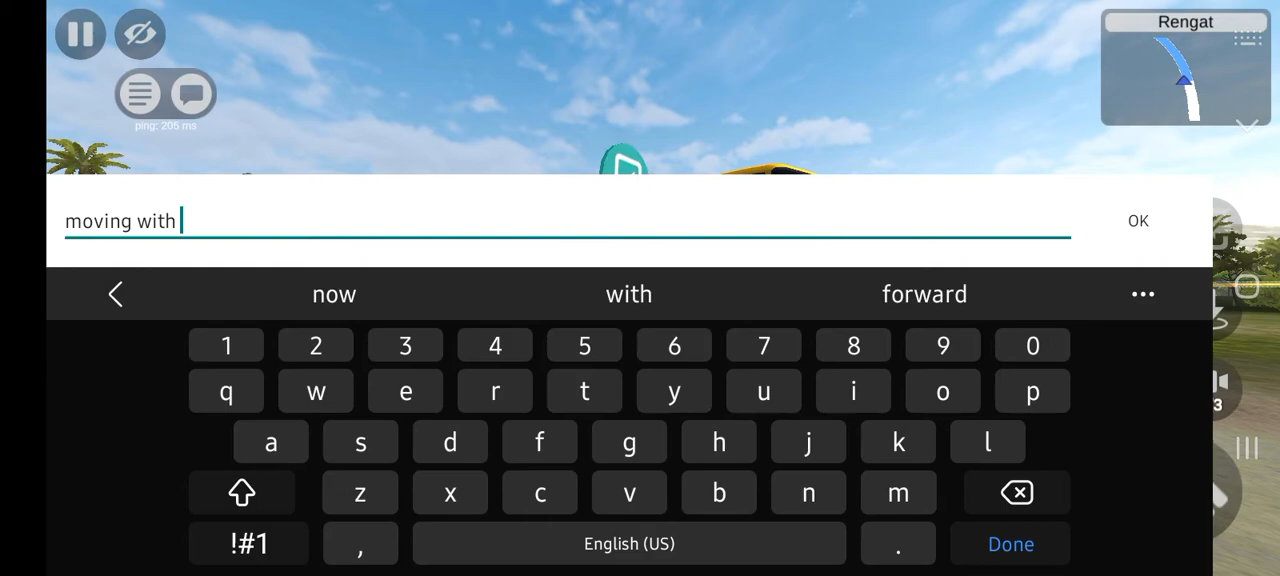 Rengat
ping: 205 ms
moving with
OK
now with forward
1 2 3 4 5 6 7 8 9 0
q w e r t y u i o p
a s d f g h j k l
z x c v b n m
!#1 , English (US) . Done
3